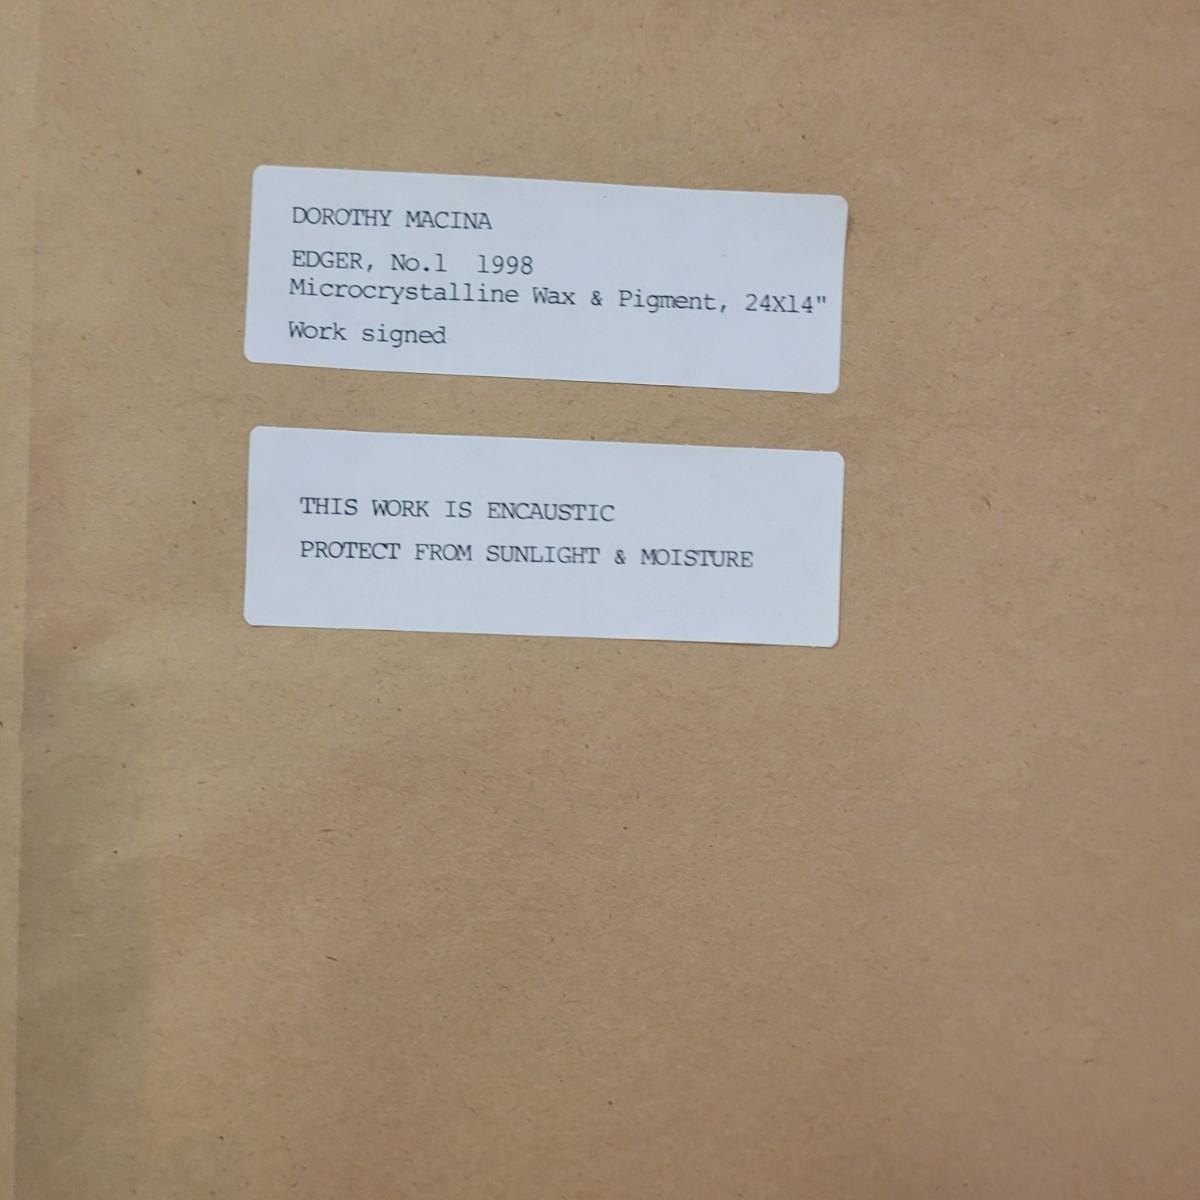 DOROTHY MACINA
EDGER, No.1 1998
Microcrystalline Wax & Pigment, 24X14"
Work signed
THIS WORK IS ENCAUSTIC
PROTECT FROM SUNLIGHT & MOISTURE